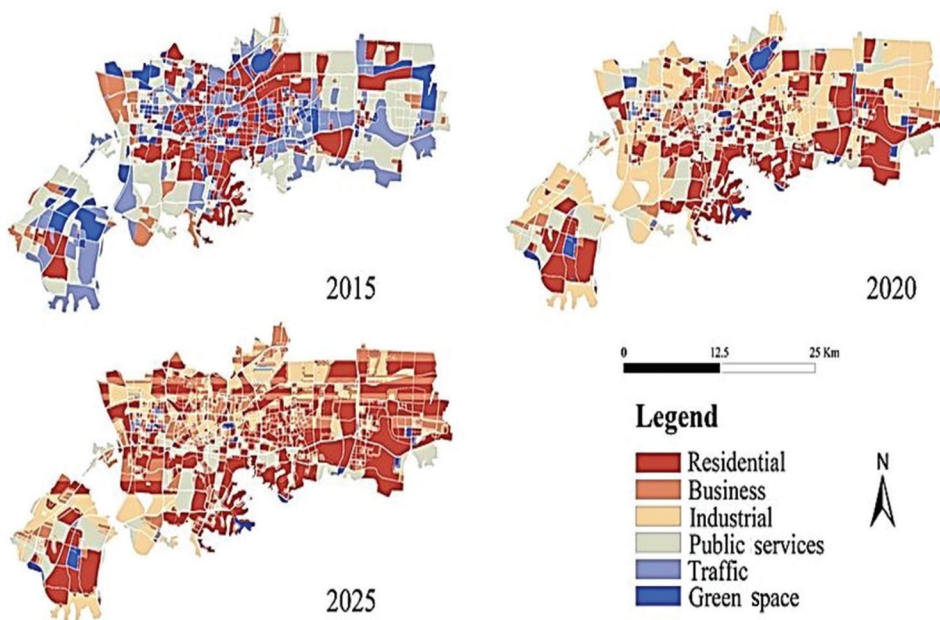 2015
2020
0 12.5 25 Km
Legend
N
Residential
Business
Industrial
Public services
Traffic
Green space
2025